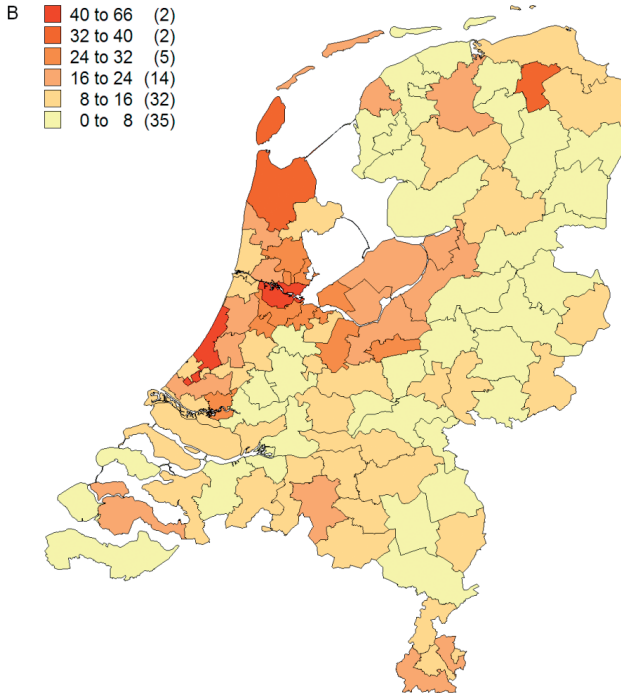 B
40 to 66 (2)
32 to 40 (2)
24 to 32 (5)
16 to 24 (14)
8 to 16 (32)
0 to 8 (35)